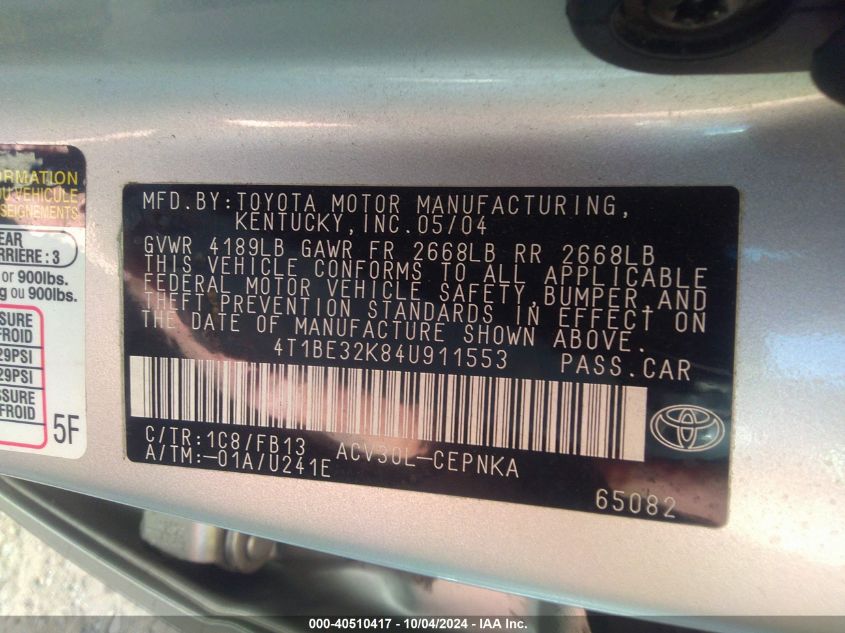 ORMATION
DU VEHICULE
SEIGNEMENTS
EAR
RRIERE : 3
or 900lbs.
g ou 900lbs.
SSURE
FROID
29PSI
29PSI
SSURE
FROID
5F
MFD.BY:TOYOTA MOTOR MANUFACTURING,
KENTUCKY,INC.05/04
GVWR 4189LB GAWR FR 2668LB RR 2668LB
THIS VEHICLE CONFORMS TO ALL APPLICABLE
FEDERAL MOTOR VEHICLE SAFETY,BUMPER,AND
THEFT PREVENTION STANDARDS IN EFFECT ON
THE DATE OF MANUFACTURE SHOWN ABOVE.
4T1BE32K84U911553 PASS.CAR
C/TR:1C8/FB13 ACV30L-CEPNKA
A/TM:-01A/U241E
65082
000-40510417 - 10/04/2024 - IAA Inc.